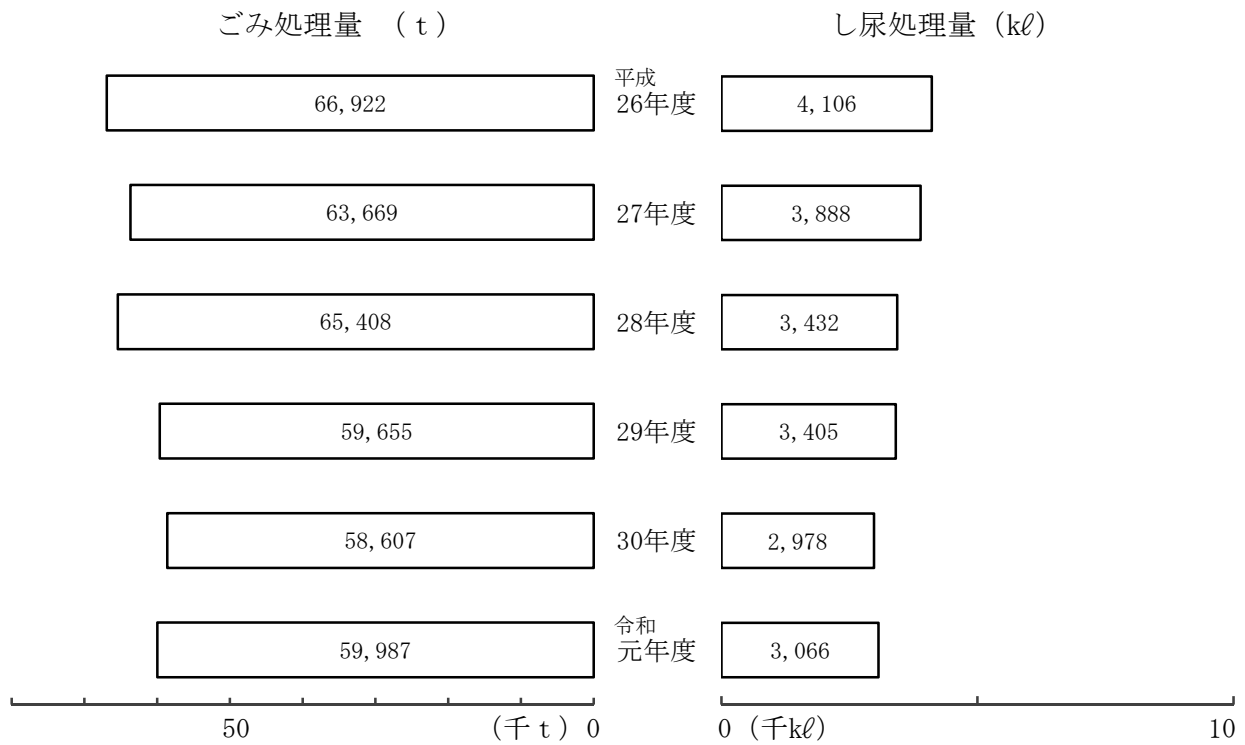 ごみ処理量 （ｔ） し尿処理量（kℓ）
平成
66,922 26年度 4,106
63,669 27年度 3,888
65,408 28年度 3,432
59,655 29年度 3,405
58,607 30年度 2,978
令和
59,987 元年度 3,066
50 （千ｔ）0 0（千kℓ） 10